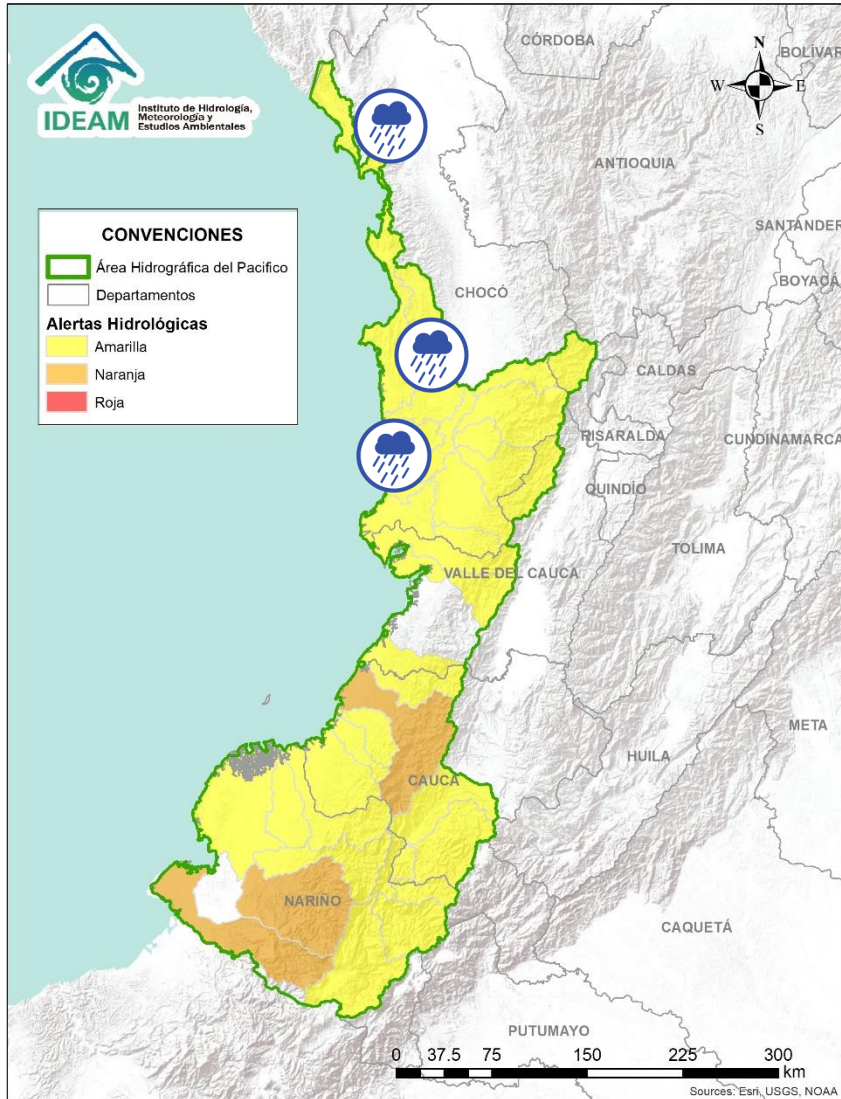 IDEAM
Instituto de Hidrología,
Meteorología y
Estudios Ambientales
CÓRDOBA
BOLÍVAR
N
W
E
S
ANTIOQUIA
SANTANDER
BOYACÁ
CONVENCIONES
Área Hidrográfica del Pacifico
Departamentos
Alertas Hidrológicas
Amarilla
Naranja
Roja
CHOCÓ
CALDAS
RISARALDA
CUNDINAMARCA
QUINDÍO
TOLIMA
VALLE DEL CAUCA
META
HUILA
CAUCA
NARIÑO
CAQUETÁ
PUTUMAYO
0 37.5 75 150 225 300
km
Sources: Esri, USGS, NOAA